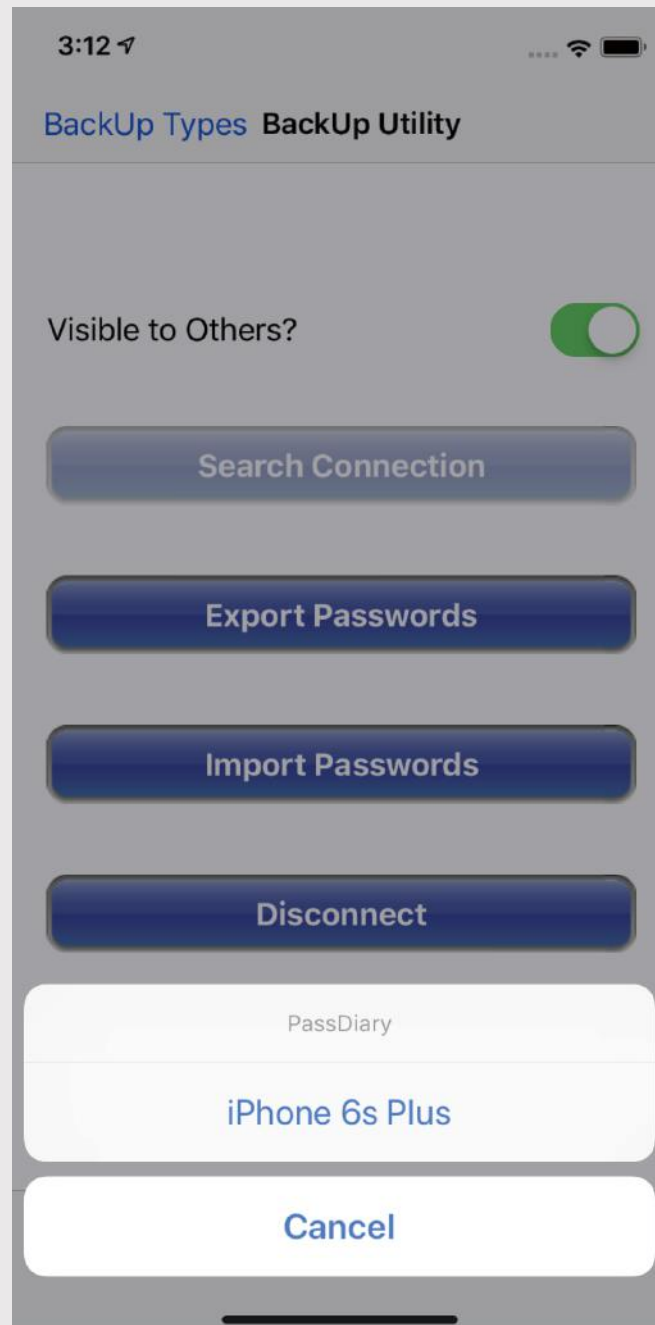 3:12
BackUp Types BackUp Utility
Visible to Others?
Search Connection
Export Passwords
Import Passwords
Disconnect
PassDiary
iPhone 6s Plus
Cancel